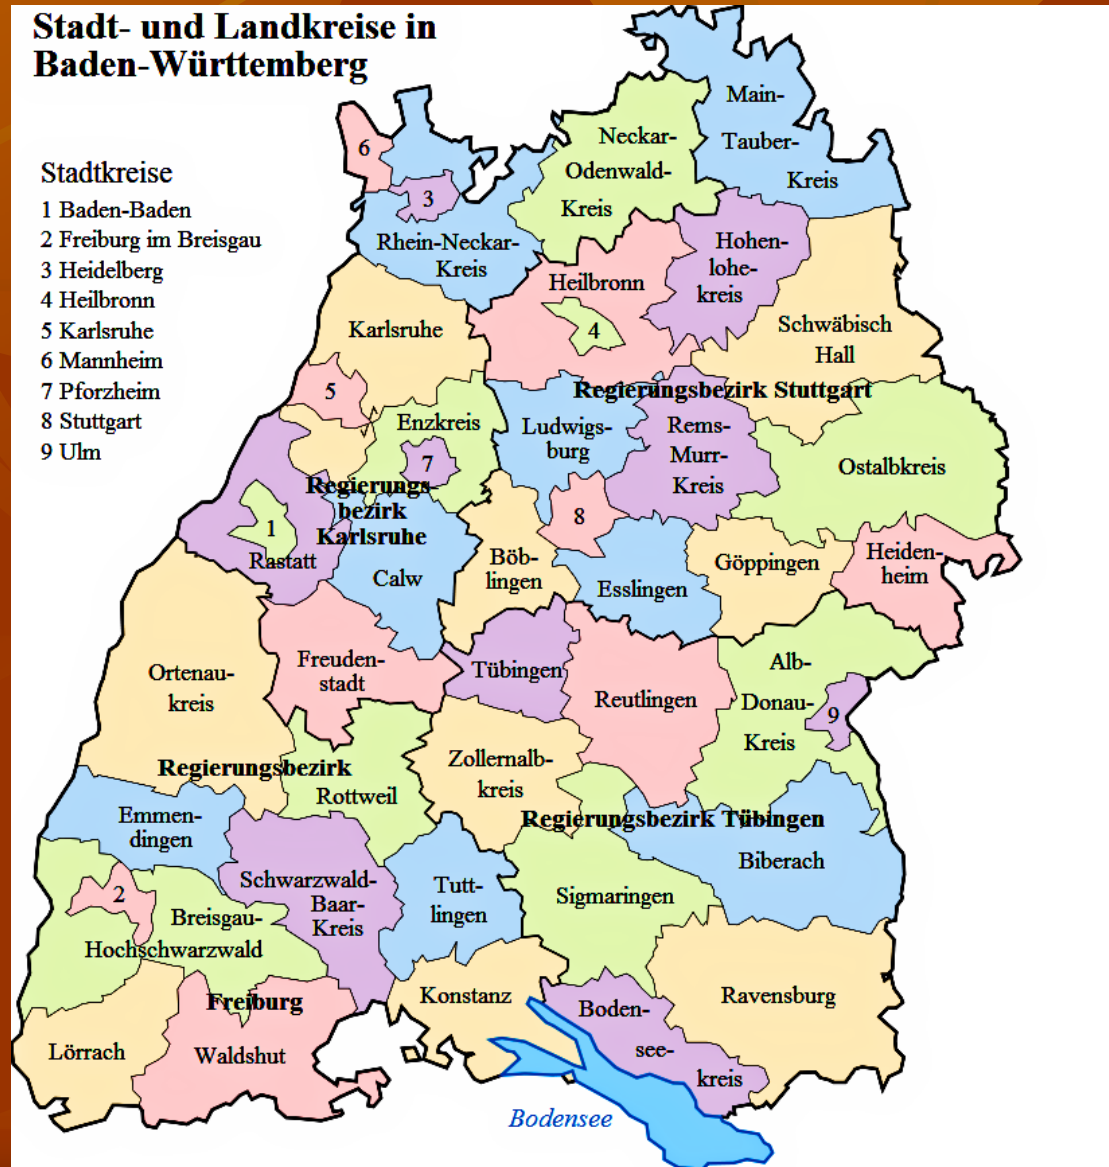 Stadt- und Landkreise in
Baden-Württemberg
Stadtkreise
1 Baden-Baden
2 Freiburg im Breisgau
3 Heidelberg
4 Heilbronn
5 Karlsruhe
6 Mannheim
7 Pforzheim
8 Stuttgart
9 Ulm
Main-
Tauber-
Kreis
Neckar-
Odenwald-
Kreis
6
3
Rhein-Neckar-
Kreis
Hohen-
lohe-
kreis
Heilbronn
4
Karlsruhe
Schwäbisch
Hall
5
Regierungsbezirk Stuttgart
Enzkreis
7
Ludwigs-
burg
Rems-
Murr-
Kreis
Ostalbkreis
Regierungs-
bezirk
Karlsruhe
1
Rastatt
Calw
8
Böb-
lingen
Esslingen
Göppingen
Heiden-
heim
Ortenau-
kreis
Freuden-
stadt
Tübingen
Reutlingen
Alb-
Donau-
Kreis
9
Regierungsbezirk
Rottweil
Zollernalb-
kreis
Regierungsbezirk Tübingen
Emmen-
dingen
Biberach
2
Breisgau-
Hochschwarzwald
Schwarzwald-
Baar-
Kreis
Tutt-
lingen
Sigmaringen
Freiburg
Konstanz
Boden-
see-
kreis
Ravensburg
Lörrach
Waldshut
Bodensee